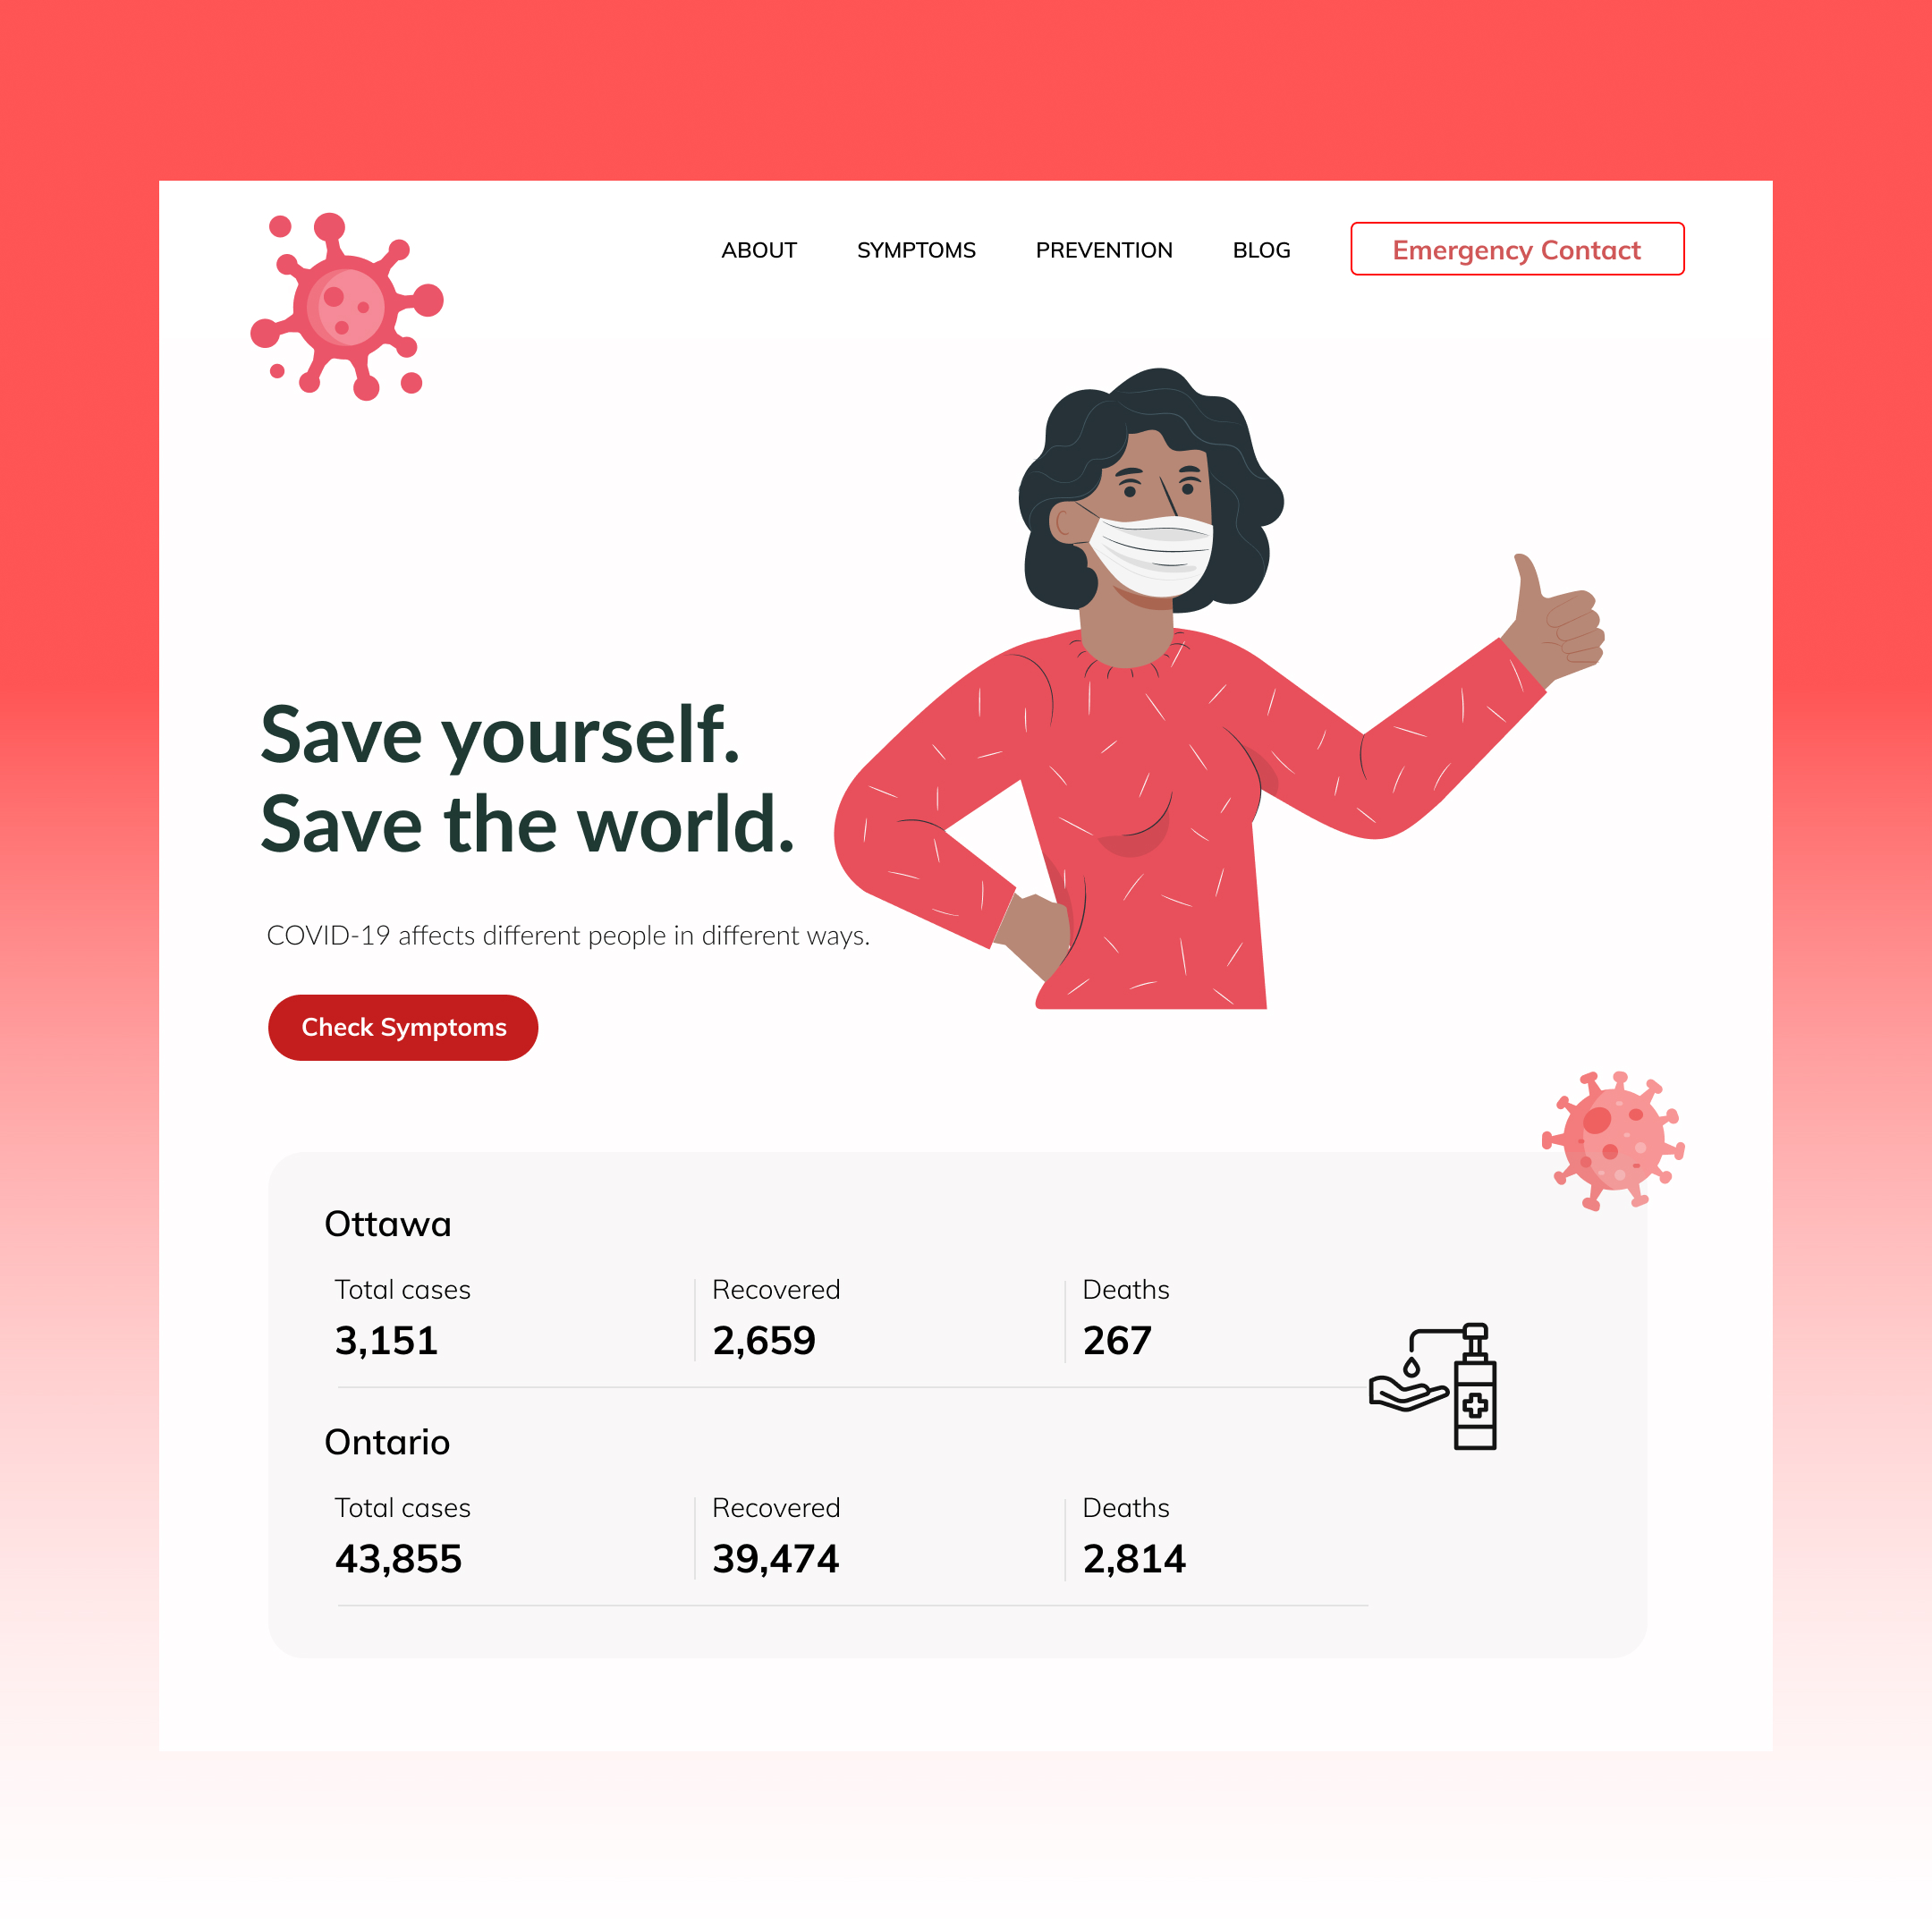 ABOUT SYMPTOMS PREVENTION BLOG Emergency Contact
Save yourself.
Save the world.
COVID-19 affects different people in different ways.
Check Symptoms
Ottawa
Total cases Recovered Deaths
3,151 2,659 267
Ontario
Total cases Recovered Deaths
43,855 39,474 2,814